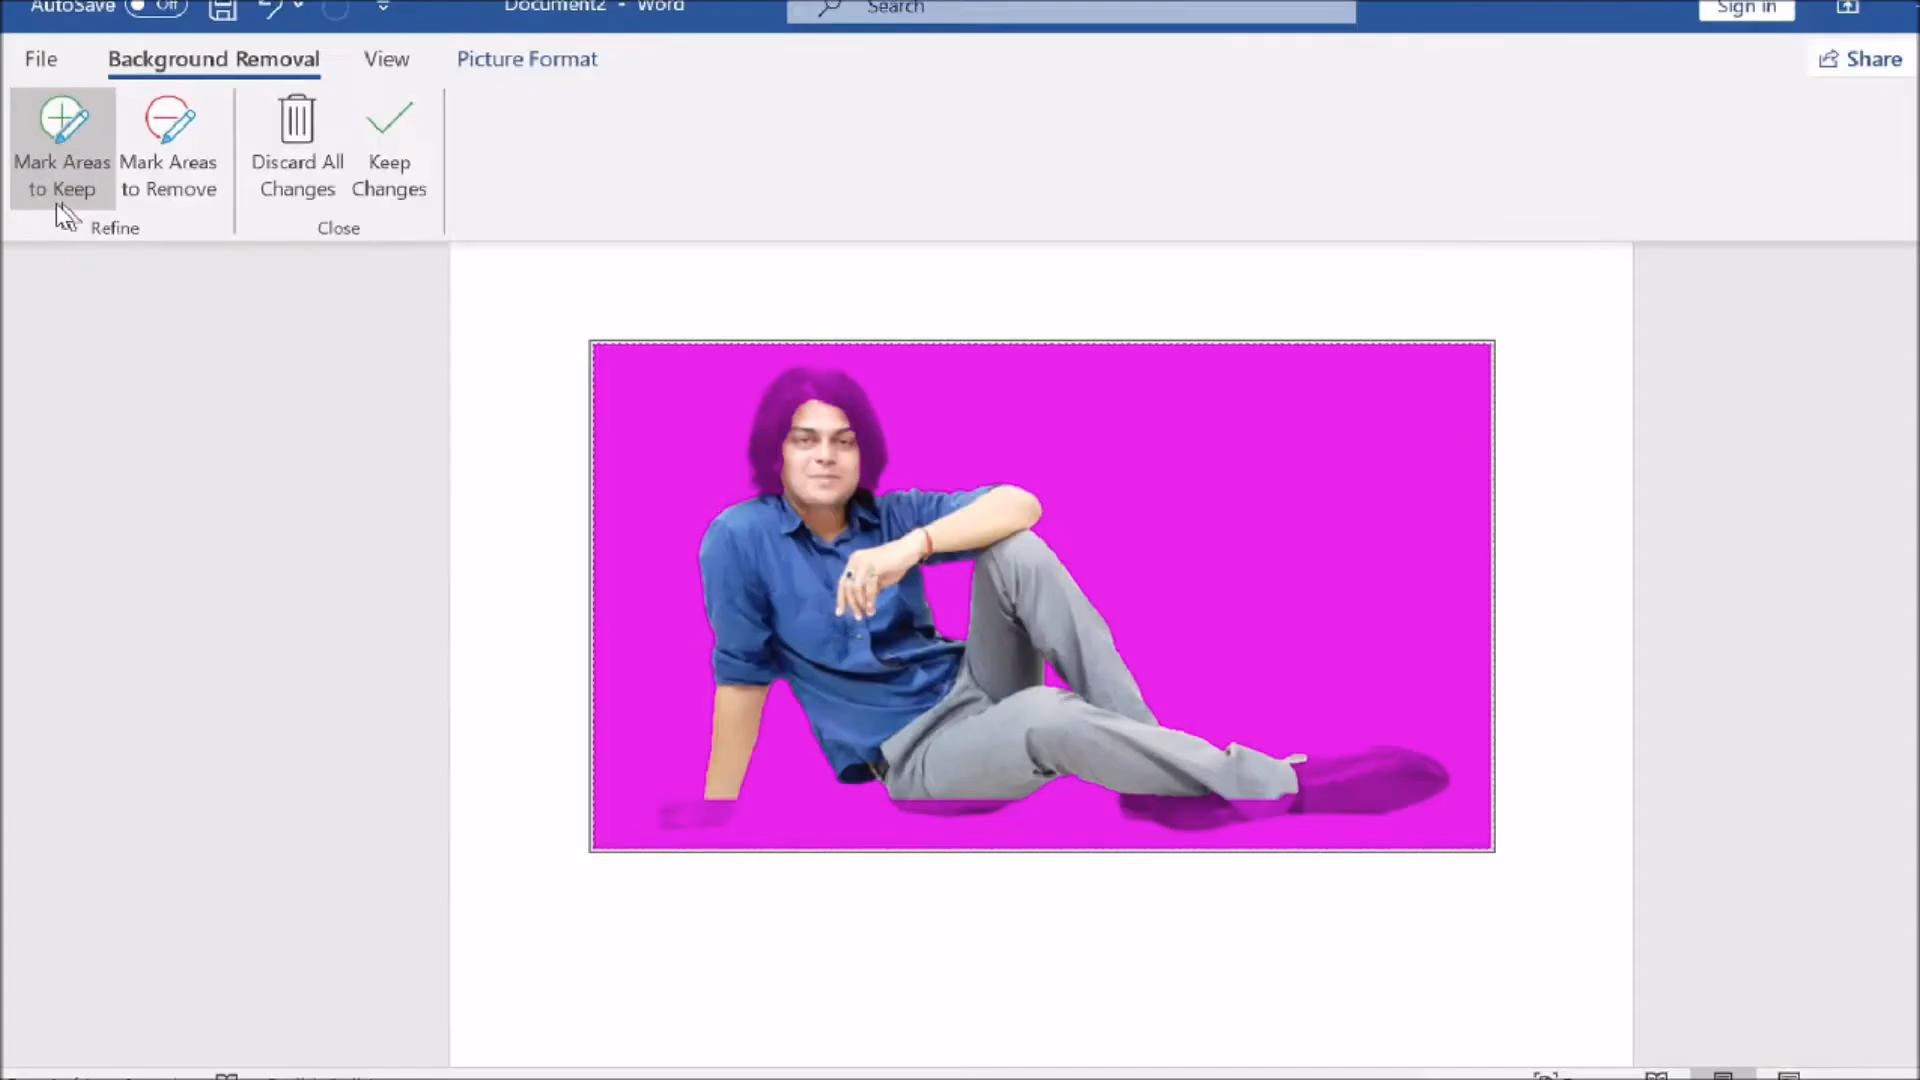 AutoSave Off Document2 - Word Search Sign in
File Background Removal View Picture Format Share
Mark Areas to Keep
Mark Areas to Remove
Discard All Changes
Keep Changes
Refine
Close